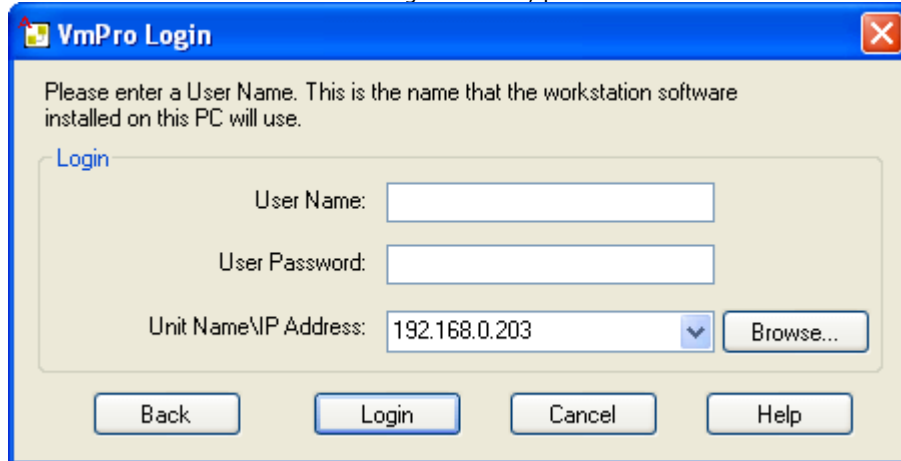 VmPro Login
Please enter a User Name. This is the name that the workstation software
installed on this PC will use.
Login
User Name:
User Password:
Unit Name\IP Address: 192.168.0.203 Browse...
Back Login Cancel Help